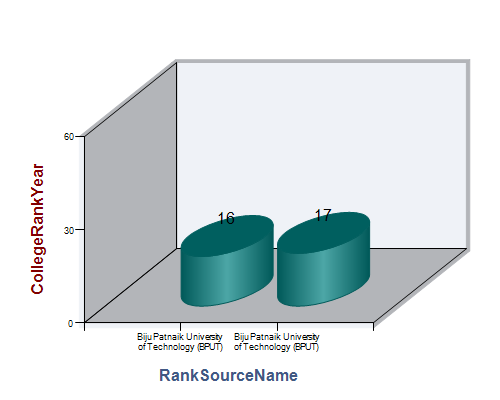 60
30
0
CollegeRankYear
16
17
Biju Patnaik University
of Technology (BPUT)
Biju Patnaik University
of Technology (BPUT)
RankSourceName